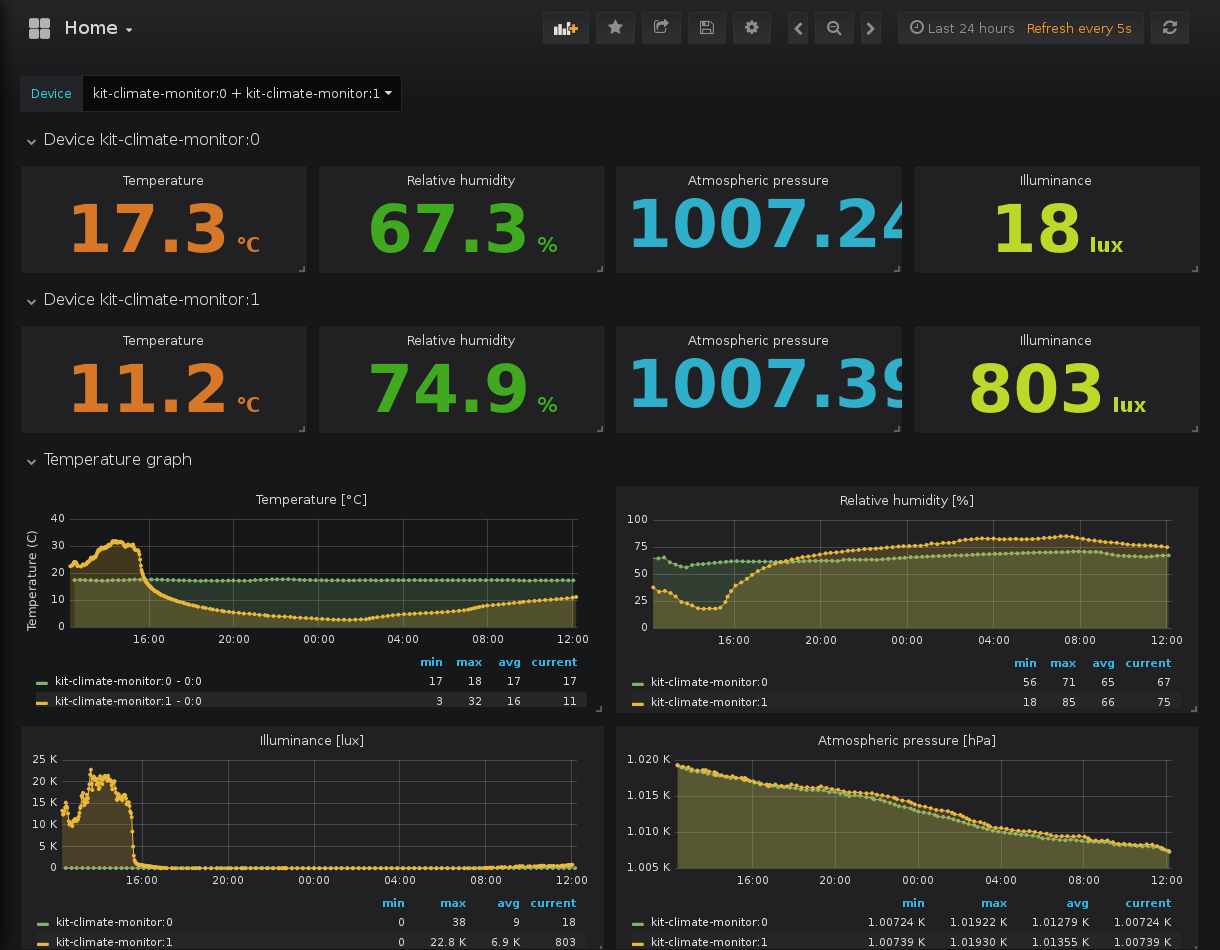 Home
Last 24 hours Refresh every 5s
Device kit-climate-monitor:0 + kit-climate-monitor:1
Device kit-climate-monitor:0
Temperature Relative humidity Atmospheric pressure Illuminance
17.3 °C 67.3 % 1007.24 18 lux
Device kit-climate-monitor:1
Temperature Relative humidity Atmospheric pressure Illuminance
11.2 °C 74.9 % 1007.39 803 lux
Temperature graph
Temperature [°C]
Temperature (C)
40
30
20
10
0
16:00 20:00 00:00 04:00 08:00 12:00
min max avg current
kit-climate-monitor:0 - 0:0 17 18 17 17
kit-climate-monitor:1 - 0:0 3 32 16 11
Relative humidity [%]
100
75
50
25
0
16:00 20:00 00:00 04:00 08:00 12:00
min max avg current
kit-climate-monitor:0 56 71 65 67
kit-climate-monitor:1 18 85 66 75
Illuminance [lux]
25 K
20 K
15 K
10 K
5 K
0
16:00 20:00 00:00 04:00 08:00 12:00
min max avg current
kit-climate-monitor:0 0 38 9 18
kit-climate-monitor:1 0 22.8 K 6.9 K 803
Atmospheric pressure [hPa]
1.020 K
1.015 K
1.010 K
1.005 K
16:00 20:00 00:00 04:00 08:00 12:00
min max avg current
kit-climate-monitor:0 1.00724 K 1.01922 K 1.01279 K 1.00724 K
kit-climate-monitor:1 1.00739 K 1.01930 K 1.01355 K 1.00739 K